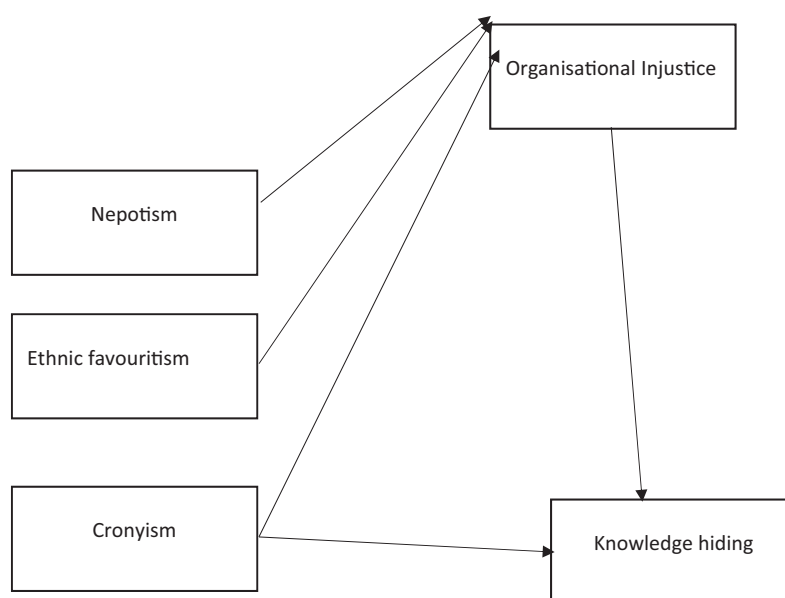 Organisational Injustice
Nepotism
Ethnic favouritism
Cronyism
Knowledge hiding